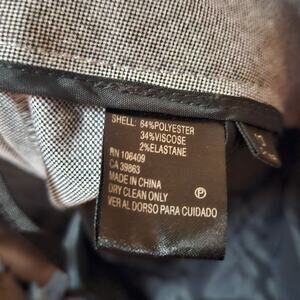 SHELL: 64%POLYESTER
34%VISCOSE
2%ELASTANE
RN 106409
CA 39863
MADE IN CHINA
DRY CLEAN ONLY
VER AL DORSO PARA CUIDADO
P